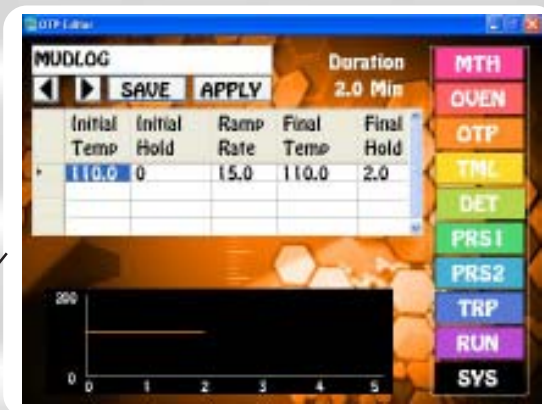 OTP Editor
MUDLOG
Duration
2.0 Min
SAVE APPLY
Initial Temp Initial Hold Ramp Rate Final Temp Final Hold
110.0 0 15.0 110.0 2.0
200
0
0 1 2 3 4 5
MTH
OVEN
OTP
TML
DET
PRS1
PRS2
TRP
RUN
SYS